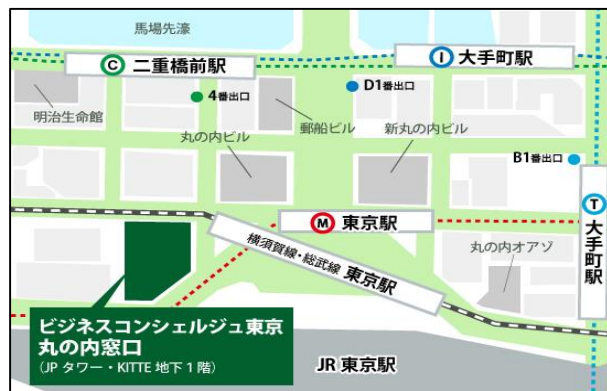 馬場先濠
C 二重橋前駅
I 大手町駅
4番出口
D1番出口
明治生命館
丸の内ビル
郵船ビル
新丸の内ビル
B1番出口
M 東京駅
T 大手町駅
横須賀線・総武線 東京駅
丸の内オアゾ
ビジネスコンシェルジュ東京
丸の内窓口
(JPタワー・KITTE 地下1階)
JR 東京駅